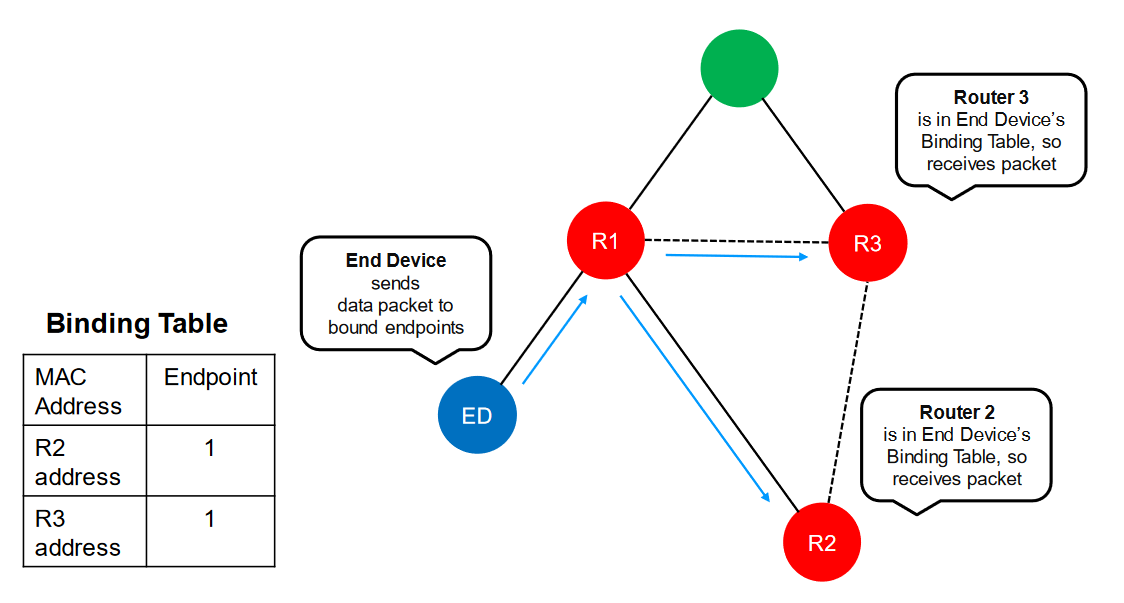 Router 3
is in End Device's
Binding Table, so
receives packet
R1
R3
End Device
sends
data packet to
bound endpoints
Binding Table
MAC
Address
Endpoint
R2
address
1
R3
address
1
ED
Router 2
is in End Device's
Binding Table, so
receives packet
R2